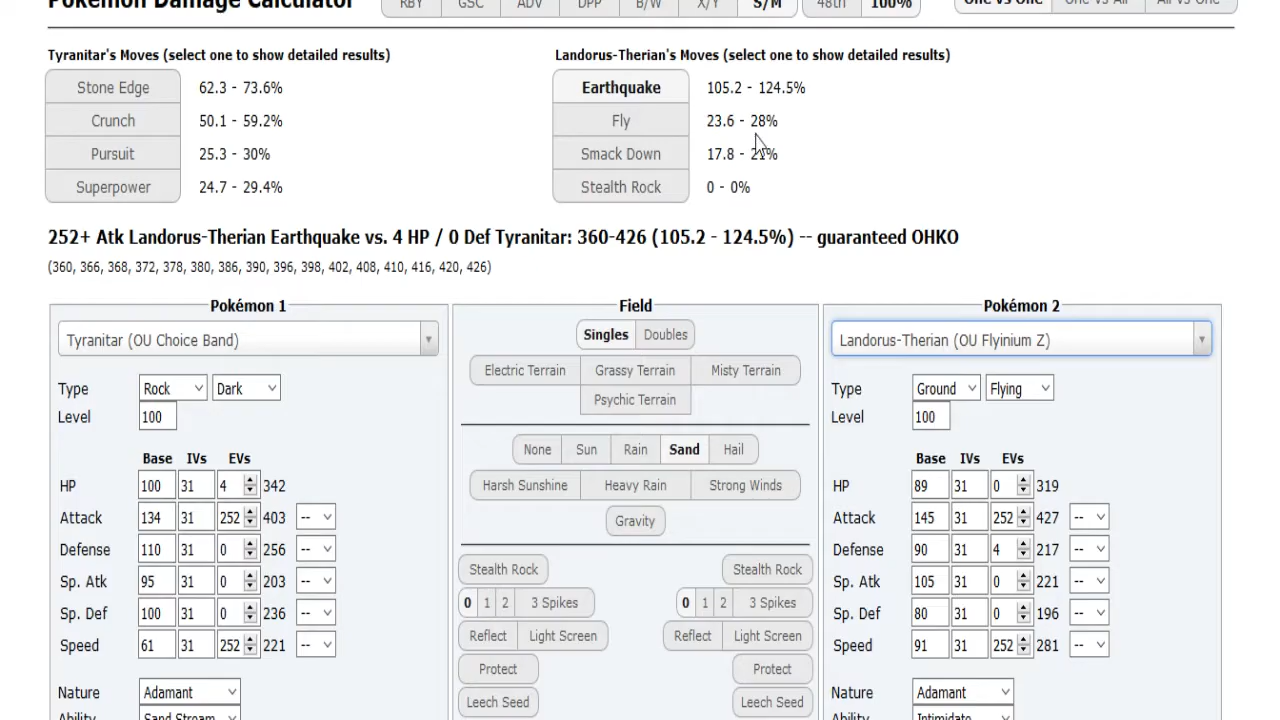 Pokémon Damage Calculator RBY GSC ADV DPP B/W X/Y S/M 48th 100% One vs One One Vs All All Vs One
Tyranitar's Moves (select one to show detailed results) Landorus-Therian's Moves (select one to show detailed results)
Stone Edge 62.3 - 73.6% Earthquake 105.2 - 124.5%
Crunch 50.1 - 59.2% Fly 23.6 - 28%
Pursuit 25.3 - 30% Smack Down 17.8 - 21%
Superpower 24.7 - 29.4% Stealth Rock 0 - 0%
252+ Atk Landorus-Therian Earthquake vs. 4 HP / 0 Def Tyranitar: 360-426 (105.2 - 124.5%) -- guaranteed OHKO
(360, 366, 368, 372, 378, 380, 386, 390, 396, 398, 402, 408, 410, 416, 420, 426)
Pokémon 1
Tyranitar (OU Choice Band)
Type Rock Dark
Level 100
Base IVs EVs
HP 100 31 4 342
Attack 134 31 252 403 --
Defense 110 31 0 256 --
Sp. Atk 95 31 0 203 --
Sp. Def 100 31 0 236 --
Speed 61 31 252 221 --
Nature Adamant
Ability Sand Stream
Field
Singles Doubles
Electric Terrain Grassy Terrain Misty Terrain
Psychic Terrain
None Sun Rain Sand Hail
Harsh Sunshine Heavy Rain Strong Winds
Gravity
Stealth Rock Stealth Rock
0 1 2 3 Spikes 0 1 2 3 Spikes
Reflect Light Screen Reflect Light Screen
Protect Protect
Leech Seed Leech Seed
Pokémon 2
Landorus-Therian (OU Flyinium Z)
Type Ground Flying
Level 100
Base IVs EVs
HP 89 31 0 319
Attack 145 31 252 427 --
Defense 90 31 4 217 --
Sp. Atk 105 31 0 221 --
Sp. Def 80 31 0 196 --
Speed 91 31 252 281 --
Nature Adamant
Ability Intimidate